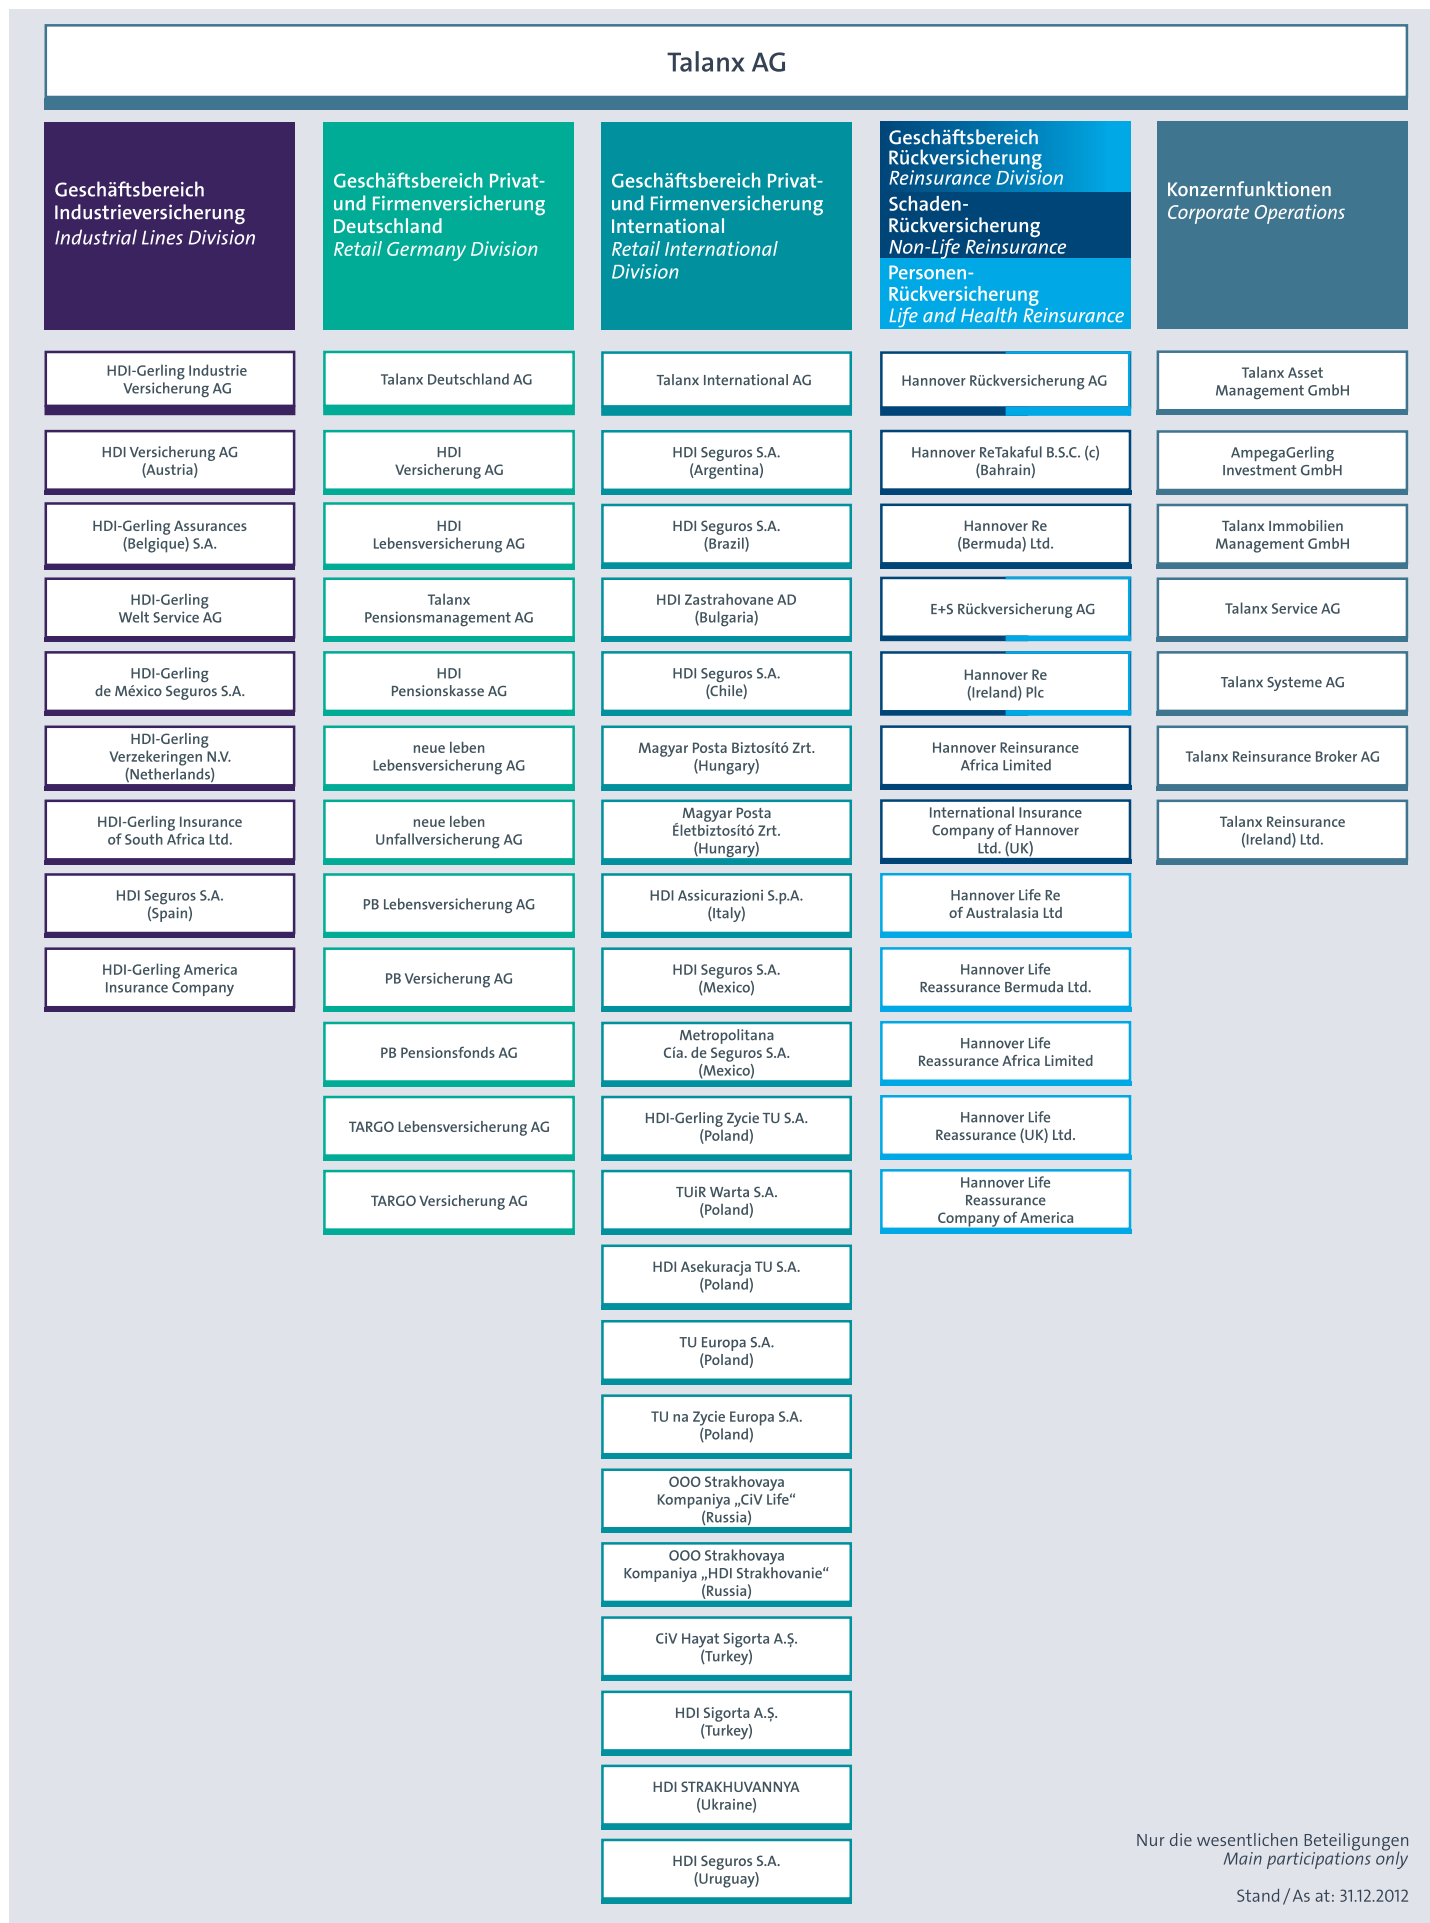 Talanx AG
Geschäftsbereich
Industrieversicherung
Industrial Lines Division
HDI-Gerling Industrie
Versicherung AG
HDI Versicherung AG
(Austria)
HDI-Gerling Assurances
(Belgique) S.A.
HDI-Gerling
Welt Service AG
HDI-Gerling
de México Seguros S.A.
HDI-Gerling
Verzekeringen N.V.
(Netherlands)
HDI-Gerling Insurance
of South Africa Ltd.
HDI Seguros S.A.
(Spain)
HDI-Gerling America
Insurance Company
Geschäftsbereich Privat-
und Firmenversicherung
Deutschland
Retail Germany Division
Talanx Deutschland AG
HDI
Versicherung AG
HDI
Lebensversicherung AG
Talanx
Pensionsmanagement AG
HDI
Pensionskasse AG
neue leben
Lebensversicherung AG
neue leben
Unfallversicherung AG
PB Lebensversicherung AG
PB Versicherung AG
PB Pensionsfonds AG
TARGO Lebensversicherung AG
TARGO Versicherung AG
Geschäftsbereich Privat-
und Firmenversicherung
International
Retail International
Division
Talanx International AG
HDI Seguros S.A.
(Argentina)
HDI Seguros S.A.
(Brazil)
HDI Zastrahovane AD
(Bulgaria)
HDI Seguros S.A.
(Chile)
Magyar Posta Biztosító Zrt.
(Hungary)
Magyar Posta
Életbiztosító Zrt.
(Hungary)
HDI Assicurazioni S.p.A.
(Italy)
HDI Seguros S.A.
(Mexico)
Metropolitana
Cía. de Seguros S.A.
(Mexico)
HDI-Gerling Zycie TU S.A.
(Poland)
TUiR Warta S.A.
(Poland)
HDI Asekuracja TU S.A.
(Poland)
TU Europa S.A.
(Poland)
TU na Zycie Europa S.A.
(Poland)
OOO Strakhovaya
Kompaniya „CiV Life“
(Russia)
OOO Strakhovaya
Kompaniya „HDI Strakhovanie“
(Russia)
CiV Hayat Sigorta A.Ş.
(Turkey)
HDI Sigorta A.Ş.
(Turkey)
HDI STRAKHUVANNYA
(Ukraine)
HDI Seguros S.A.
(Uruguay)
Geschäftsbereich
Rückversicherung
Reinsurance Division
Schaden-
Rückversicherung
Non-Life Reinsurance
Personen-
Rückversicherung
Life and Health Reinsurance
Hannover Rückversicherung AG
Hannover ReTakaful B.S.C. (c)
(Bahrain)
Hannover Re
(Bermuda) Ltd.
E+S Rückversicherung AG
Hannover Re
(Ireland) Plc
Hannover Reinsurance
Africa Limited
International Insurance
Company of Hannover
Ltd. (UK)
Hannover Life Re
of Australasia Ltd
Hannover Life
Reassurance Bermuda Ltd.
Hannover Life
Reassurance Africa Limited
Hannover Life
Reassurance (UK) Ltd.
Hannover Life
Reassurance
Company of America
Konzernfunktionen
Corporate Operations
Talanx Asset
Management GmbH
AmpegaGerling
Investment GmbH
Talanx Immobilien
Management GmbH
Talanx Service AG
Talanx Systeme AG
Talanx Reinsurance Broker AG
Talanx Reinsurance
(Ireland) Ltd.
Nur die wesentlichen Beteiligungen
Main participations only
Stand / As at: 31.12.2012